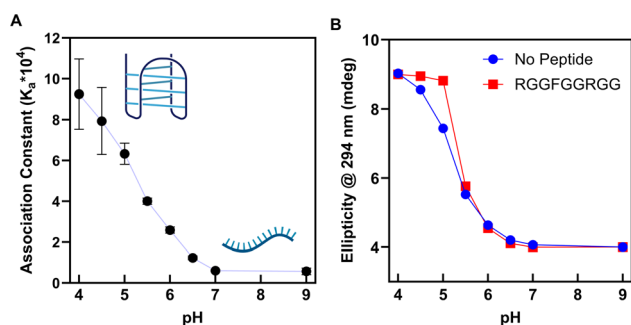 A
Association Constant (Ka*10⁴)
12
10
8
6
4
2
0
4 5 6 7 8 9
pH
B
Ellipticity @ 294 nm (mdeg)
10
8
6
4
No Peptide
RGGFGGRGG
4 5 6 7 8 9
pH